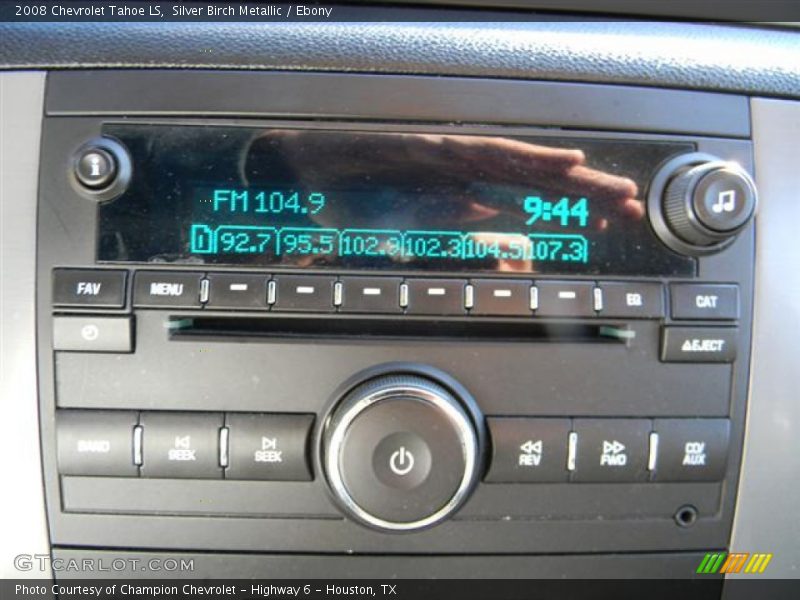 2008 Chevrolet Tahoe LS, Silver Birch Metallic / Ebony
i
FM 104.9 9:44
1 92.7 95.5 102.9 102.3 104.5 107.3
FAV MENU EQ CAT
EJECT
BAND SEEK SEEK REV FWD CD/ AUX
GTCARLOT.COM
Photo Courtesy of Champion Chevrolet - Highway 6 - Houston, TX